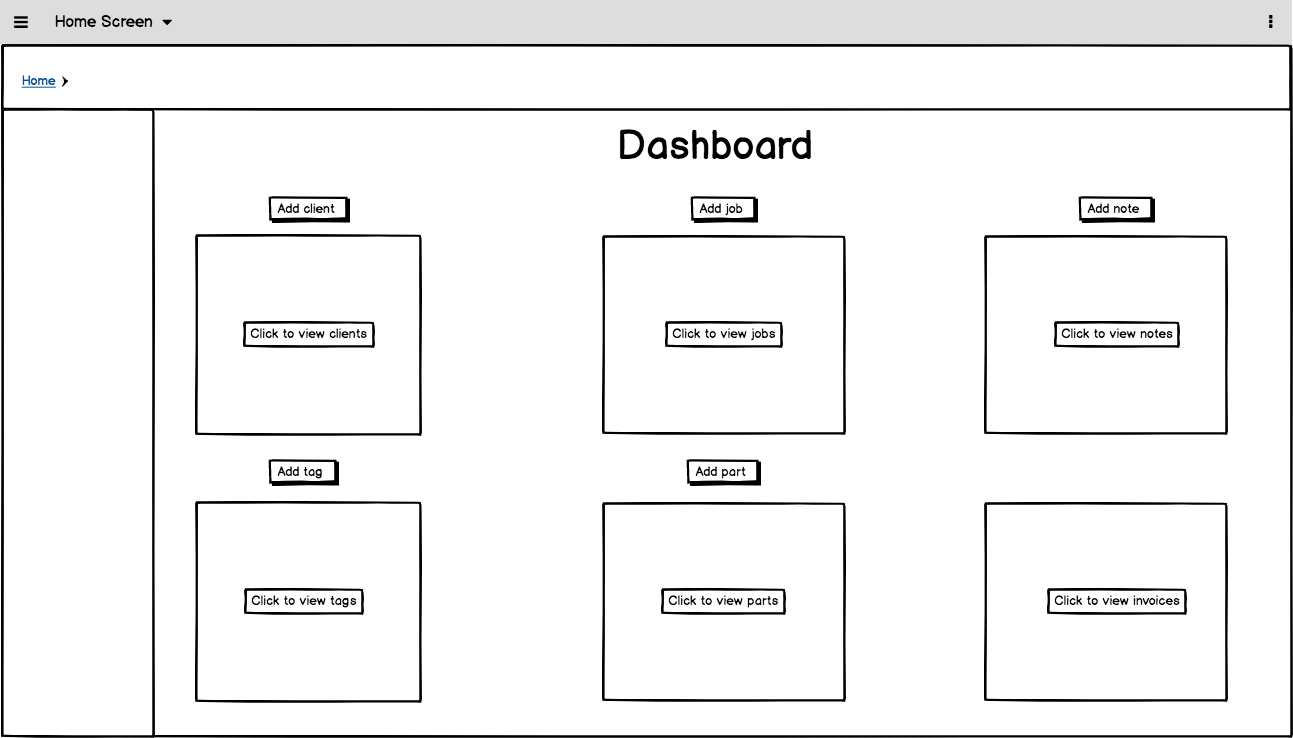 Home Screen
Home
Dashboard
Add client
Add job
Add note
Click to view clients
Click to view jobs
Click to view notes
Add tag
Add part
Click to view tags
Click to view parts
Click to view invoices